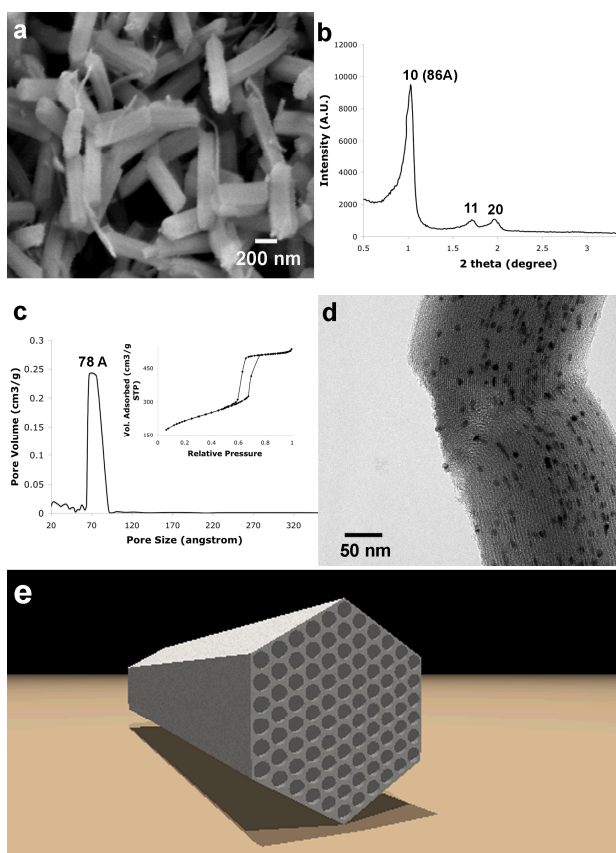 a
200 nm
b
12000
10000
8000
6000
4000
2000
0
Intensity (A.U.)
10 (86A)
11
20
0.5 1 1.5 2 2.5 3
2 theta (degree)
c
0.3
0.25
0.2
0.15
0.1
0.05
0
Pore Volume (cm3/g)
78 A
20 70 120 170 220 270 320
Pore Size (angstrom)
Vol. Adsorbed (cm3/g
STP)
450
300
150
0 0.2 0.4 0.6 0.8 1
Relative Pressure
d
50 nm
e